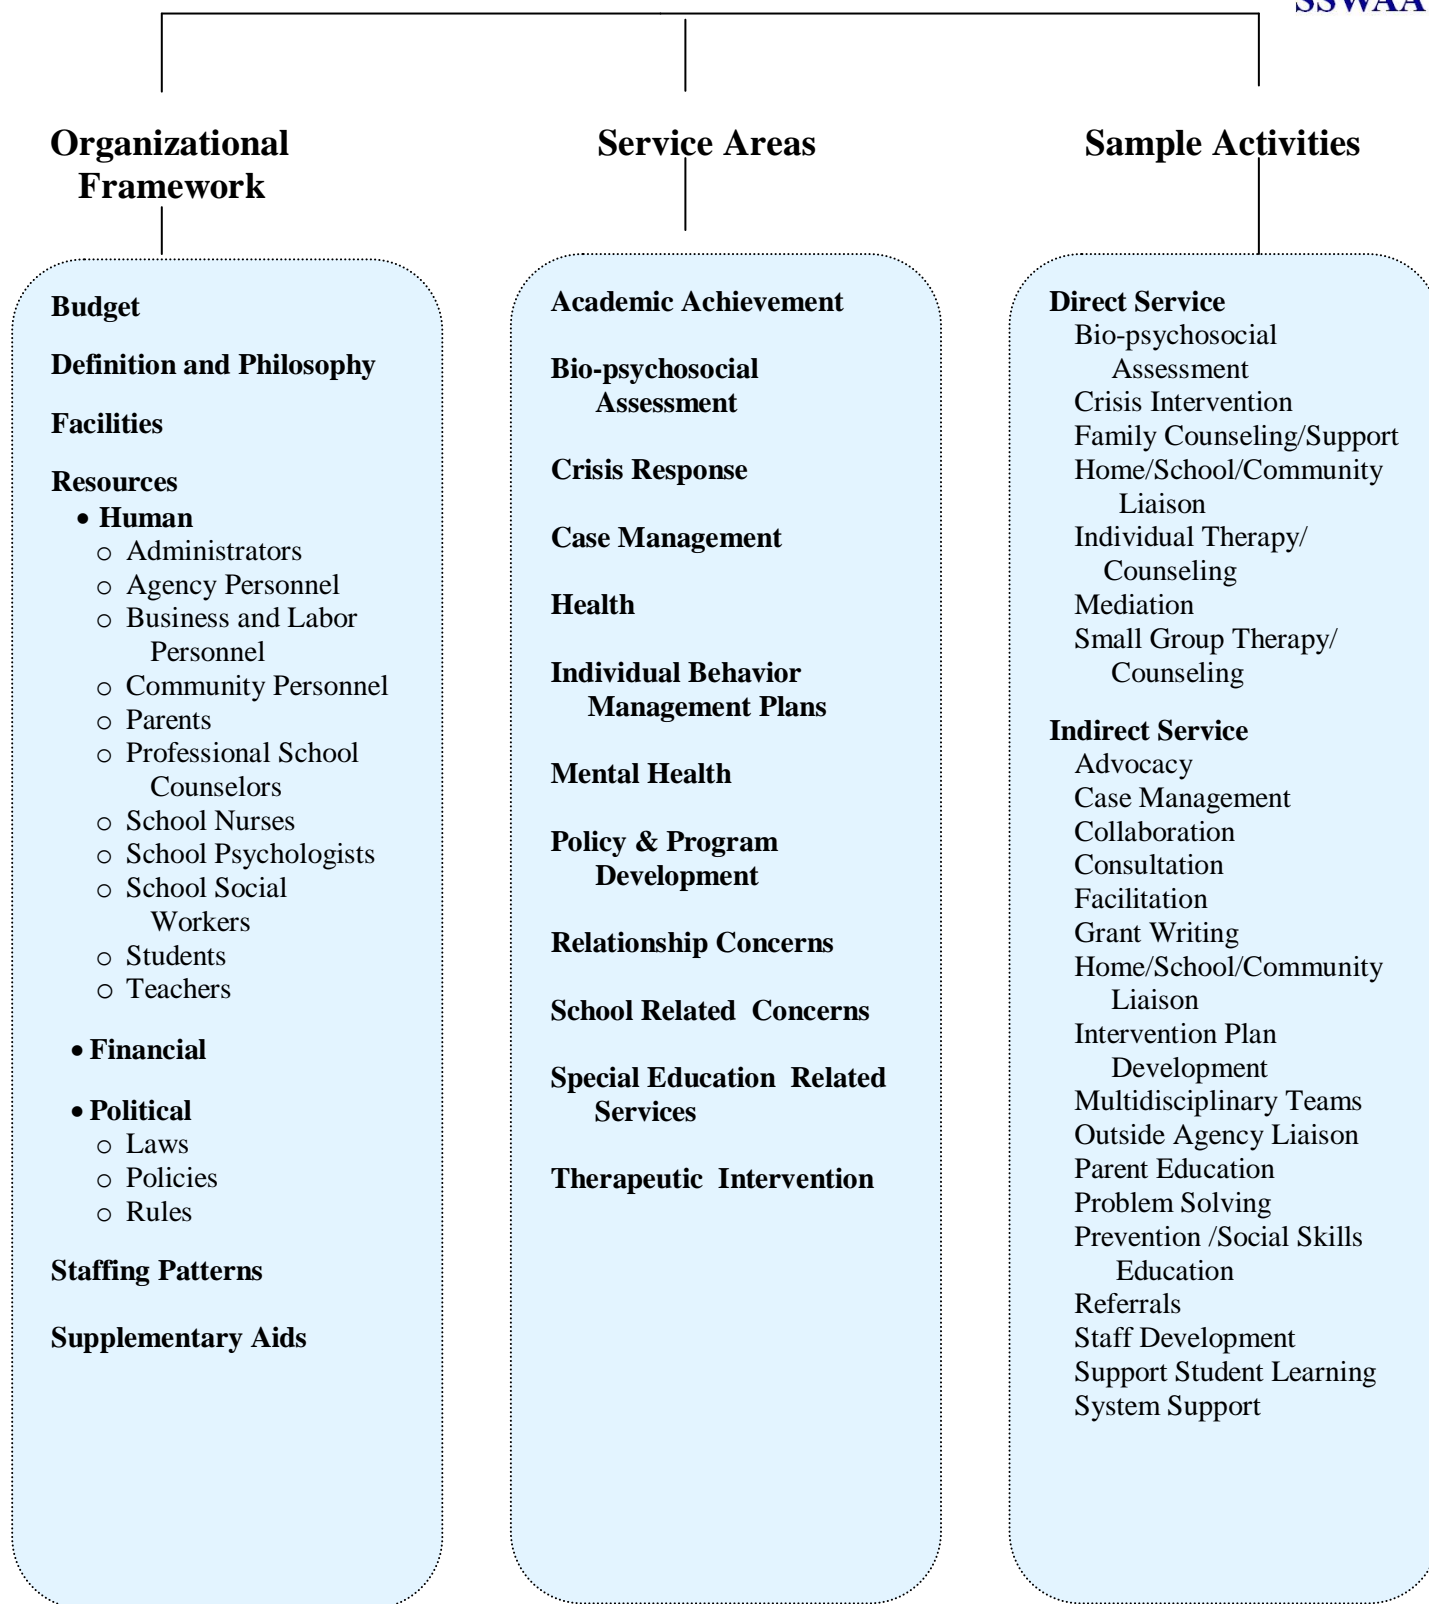 SSWAA
Organizational
Framework
Service Areas
Sample Activities
Budget
Definition and Philosophy
Facilities
Resources
• Human
o Administrators
o Agency Personnel
o Business and Labor
Personnel
o Community Personnel
o Parents
o Professional School
Counselors
o School Nurses
o School Psychologists
o School Social
Workers
o Students
o Teachers
• Financial
• Political
o Laws
o Policies
o Rules
Staffing Patterns
Supplementary Aids
Academic Achievement
Bio-psychosocial
Assessment
Crisis Response
Case Management
Health
Individual Behavior
Management Plans
Mental Health
Policy & Program
Development
Relationship Concerns
School Related Concerns
Special Education Related
Services
Therapeutic Intervention
Direct Service
Bio-psychosocial
Assessment
Crisis Intervention
Family Counseling/Support
Home/School/Community
Liaison
Individual Therapy/
Counseling
Mediation
Small Group Therapy/
Counseling
Indirect Service
Advocacy
Case Management
Collaboration
Consultation
Facilitation
Grant Writing
Home/School/Community
Liaison
Intervention Plan
Development
Multidisciplinary Teams
Outside Agency Liaison
Parent Education
Problem Solving
Prevention /Social Skills
Education
Referrals
Staff Development
Support Student Learning
System Support